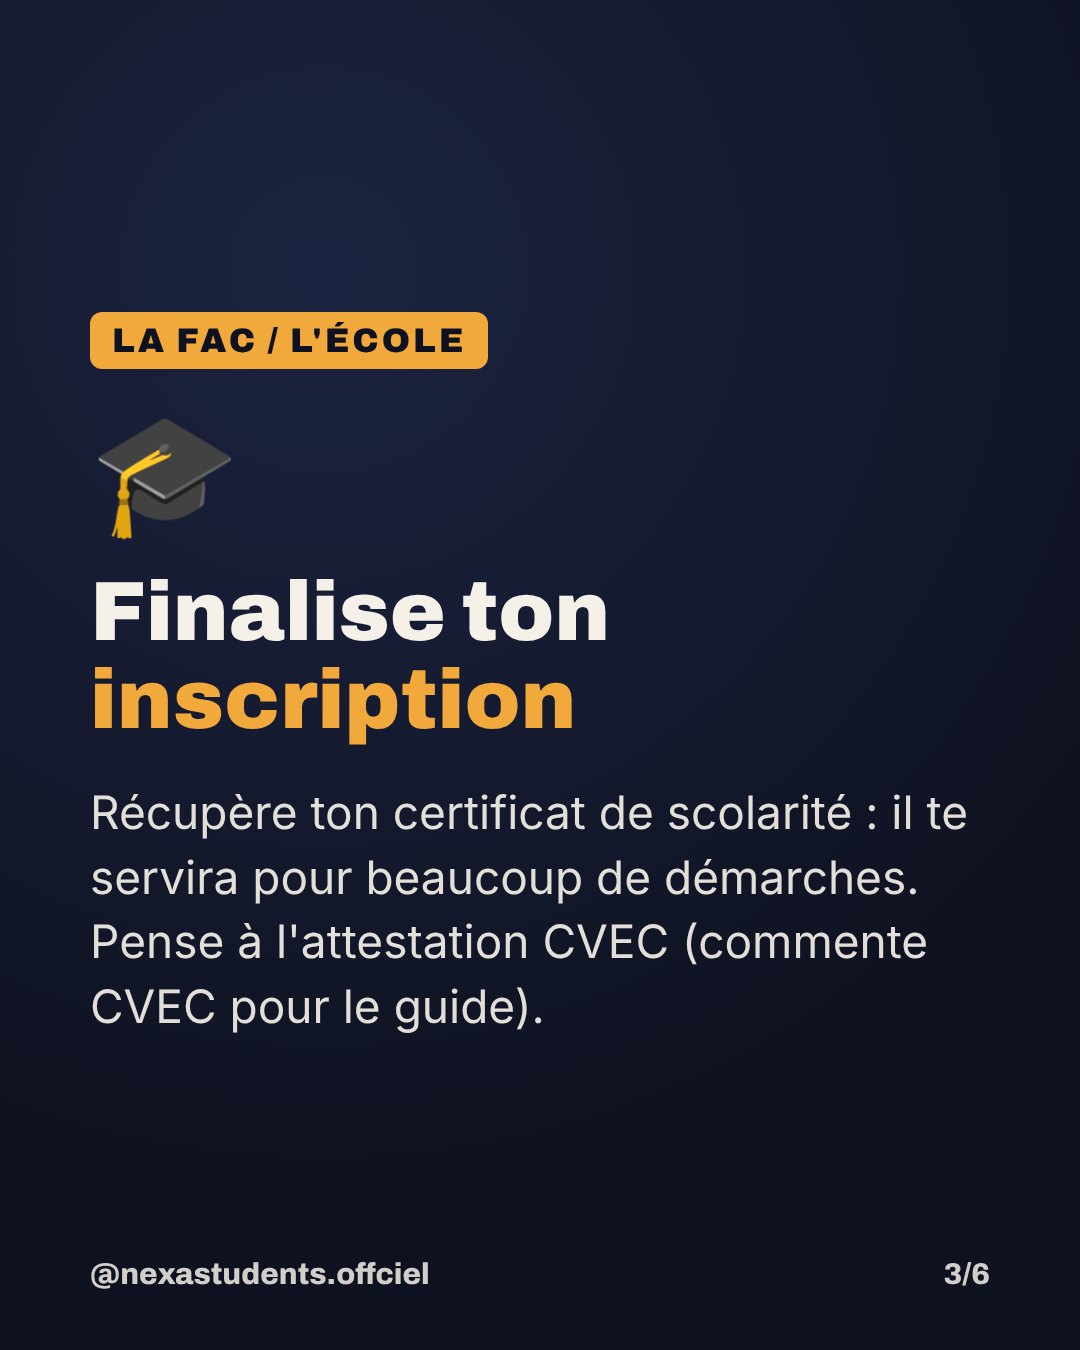 LA FAC / L'ÉCOLE
Finalise ton
inscription
Récupère ton certificat de scolarité : il te
servira pour beaucoup de démarches.
Pense à l'attestation CVEC (commente
CVEC pour le guide).
@nexastudents.offciel
3/6